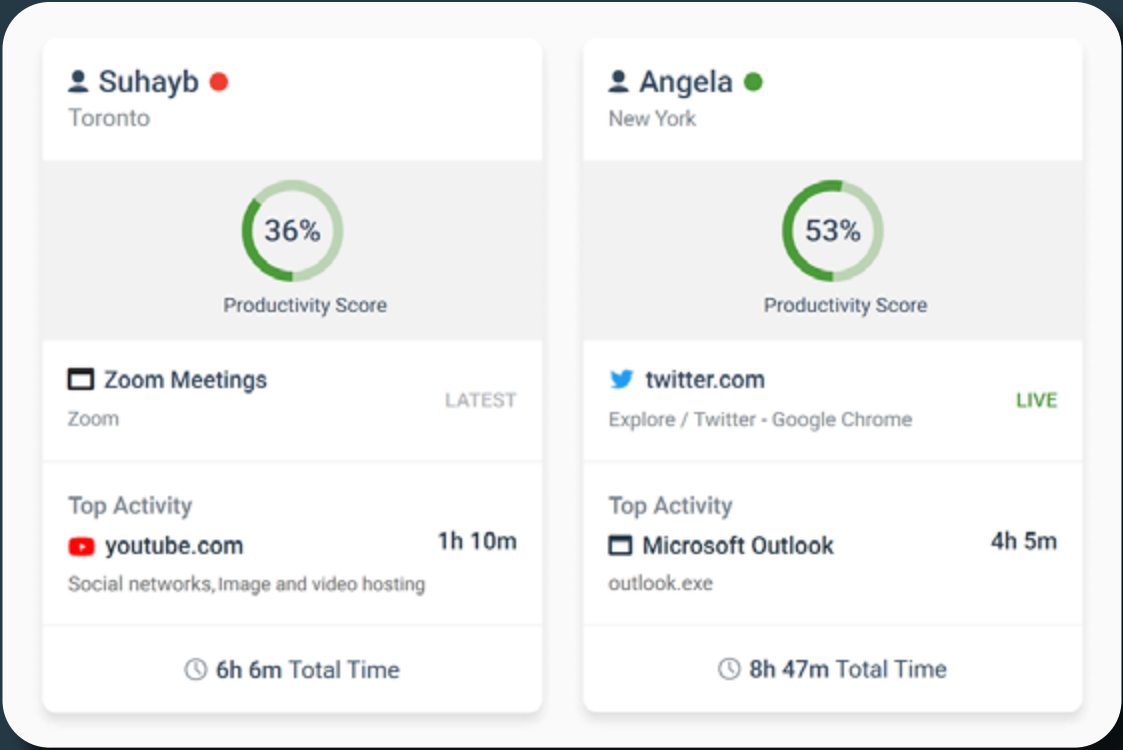 Suhayb
Toronto
36%
Productivity Score
Zoom Meetings
LATEST
Zoom
Top Activity
youtube.com
1h 10m
Social networks, Image and video hosting
6h 6m Total Time
Angela
New York
53%
Productivity Score
twitter.com
LIVE
Explore / Twitter - Google Chrome
Top Activity
Microsoft Outlook
4h 5m
outlook.exe
8h 47m Total Time